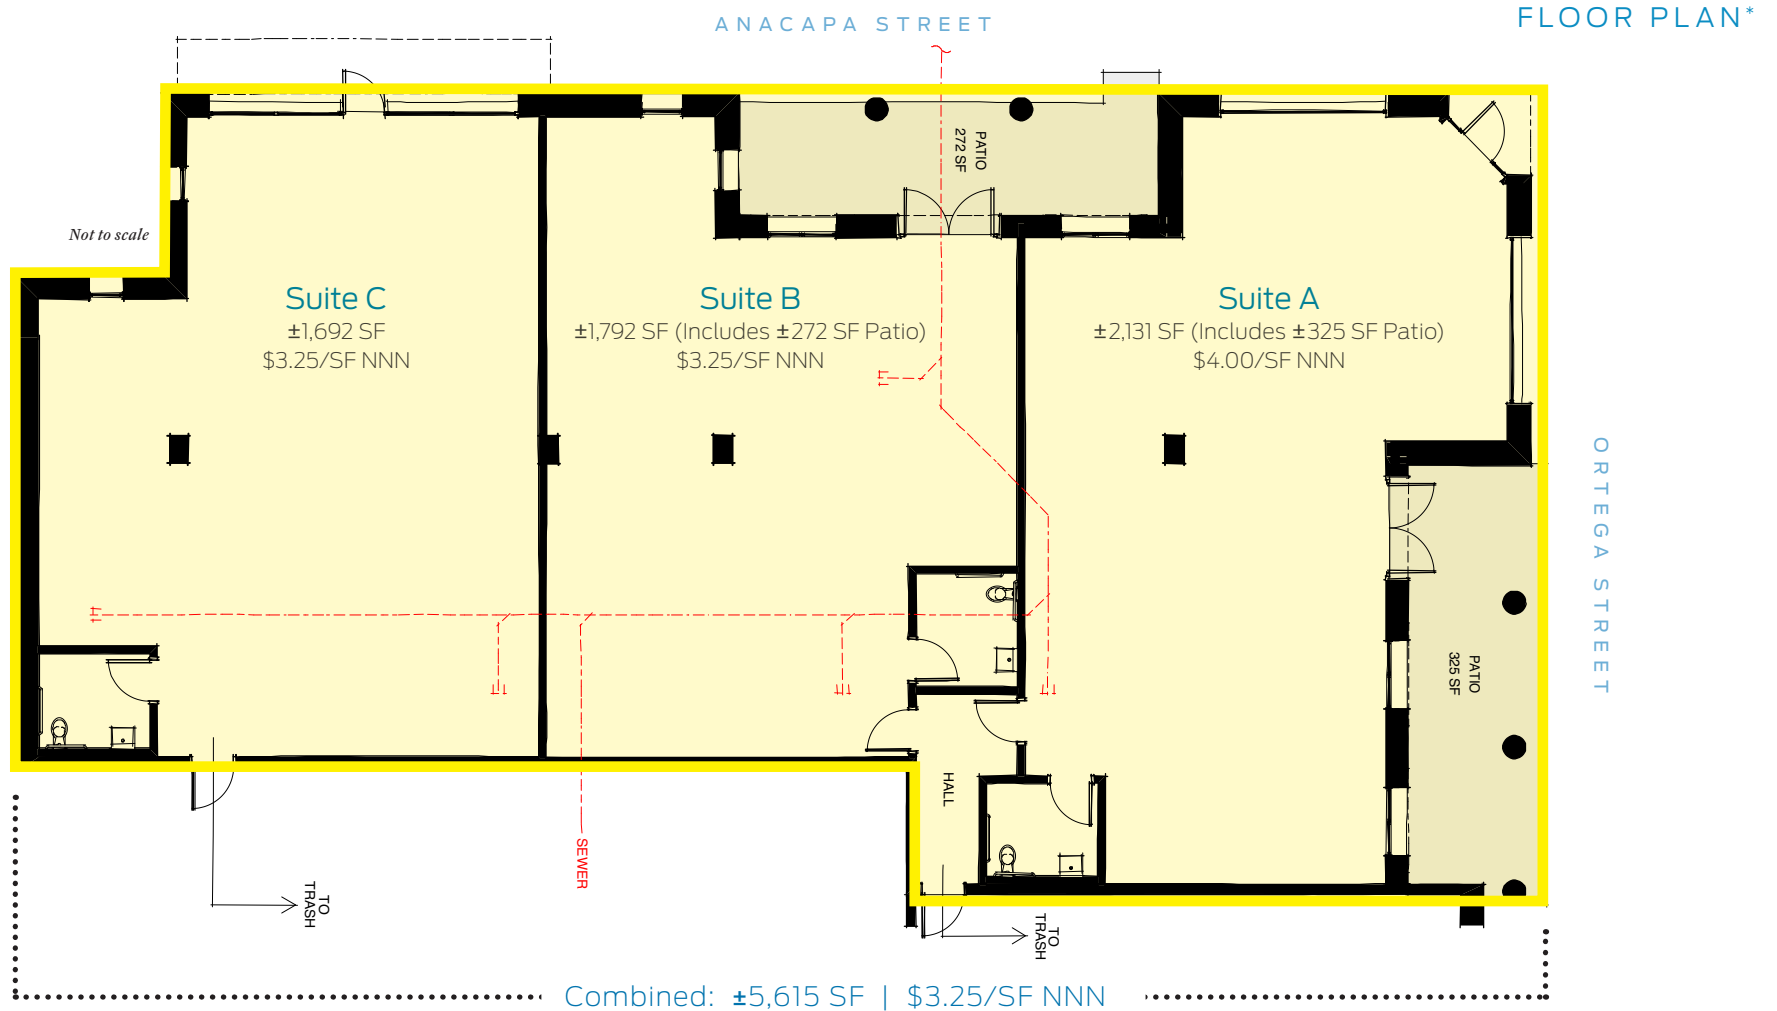 ANACAPA STREET
FLOOR PLAN*
PATIO
272 SF
Not to scale
Suite C
±1,692 SF
$3.25/SF NNN
Suite B
±1,792 SF (Includes ±272 SF Patio)
$3.25/SF NNN
Suite A
±2,131 SF (Includes ±325 SF Patio)
$4.00/SF NNN
ORTEGA STREET
PATIO
325 SF
HALL
SEWER
TO
TRASH
TO
TRASH
Combined: ±5,615 SF | $3.25/SF NNN